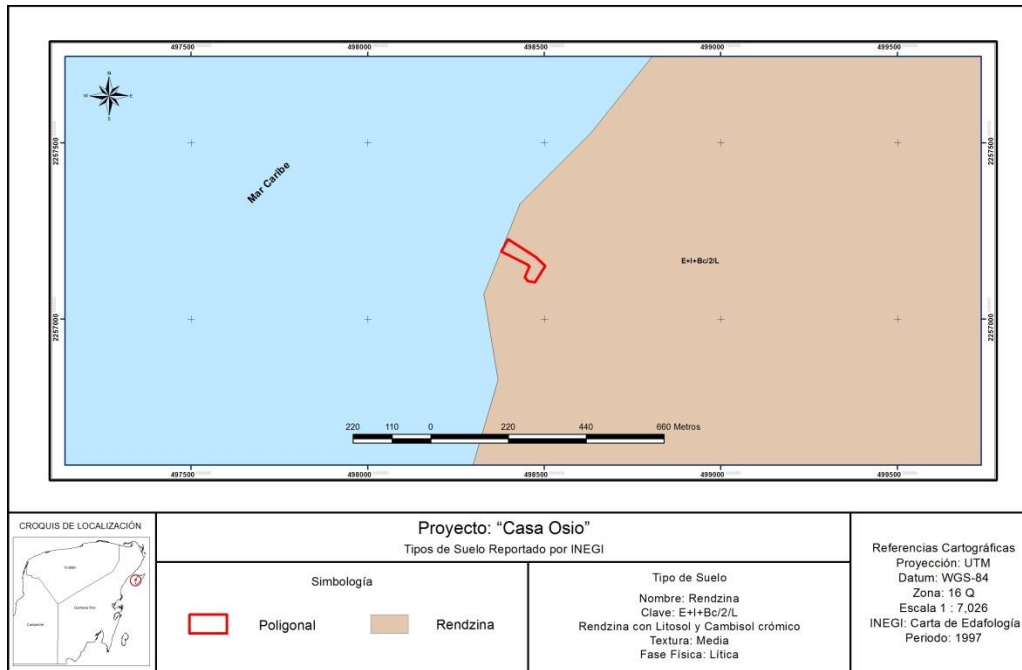 497500 498000 498500 499000 499500
N
W E
S
2257500 2257500
Mar Caribe
E+I+Bc/2/L
2257000 2257000
220 110 0 220 440 660 Metros
497500 498000 498500 499000 499500
CROQUIS DE LOCALIZACIÓN
Quintana Roo
Campeche
Proyecto: “Casa Osio”
Tipos de Suelo Reportado por INEGI
Simbología
Poligonal
Rendzina
Tipo de Suelo
Nombre: Rendzina
Clave: E+I+Bc/2/L
Rendzina con Litosol y Cambisol crómico
Textura: Media
Fase Física: Lítica
Referencias Cartográficas
Proyección: UTM
Datum: WGS-84
Zona: 16 Q
Escala 1 : 7,026
INEGI: Carta de Edafología
Periodo: 1997